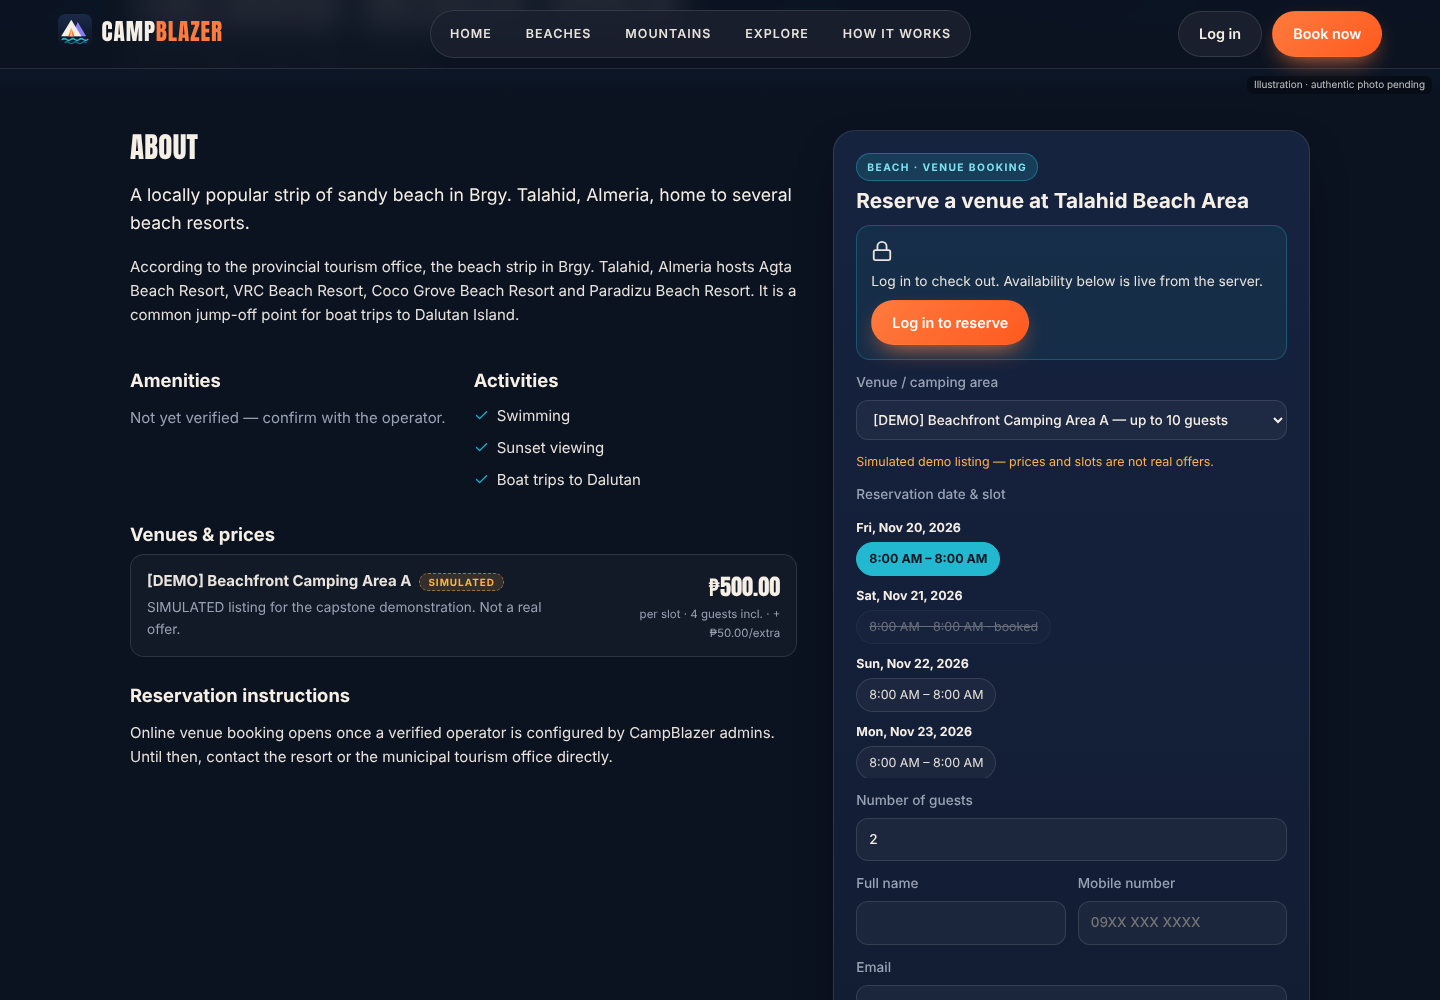 CAMPBLAZER
HOME
BEACHES
MOUNTAINS
EXPLORE
HOW IT WORKS
Log in
Book now
Illustration · authentic photo pending
ABOUT
A locally popular strip of sandy beach in Brgy. Talahid, Almeria, home to several
beach resorts.
According to the provincial tourism office, the beach strip in Brgy. Talahid, Almeria hosts Agta
Beach Resort, VRC Beach Resort, Coco Grove Beach Resort and Paradizu Beach Resort. It is a
common jump-off point for boat trips to Dalutan Island.
Amenities
Not yet verified — confirm with the operator.
Activities
Swimming
Sunset viewing
Boat trips to Dalutan
Venues & prices
[DEMO] Beachfront Camping Area A SIMULATED
SIMULATED listing for the capstone demonstration. Not a real
offer.
₱500.00
per slot · 4 guests incl. · +
₱50.00/extra
Reservation instructions
Online venue booking opens once a verified operator is configured by CampBlazer admins.
Until then, contact the resort or the municipal tourism office directly.
BEACH · VENUE BOOKING
Reserve a venue at Talahid Beach Area
Log in to check out. Availability below is live from the server.
Log in to reserve
Venue / camping area
[DEMO] Beachfront Camping Area A — up to 10 guests
Simulated demo listing — prices and slots are not real offers.
Reservation date & slot
Fri, Nov 20, 2026
8:00 AM – 8:00 AM
Sat, Nov 21, 2026
8:00 AM – 8:00 AM · booked
Sun, Nov 22, 2026
8:00 AM – 8:00 AM
Mon, Nov 23, 2026
8:00 AM – 8:00 AM
Number of guests
2
Full name
Mobile number
09XX XXX XXXX
Email